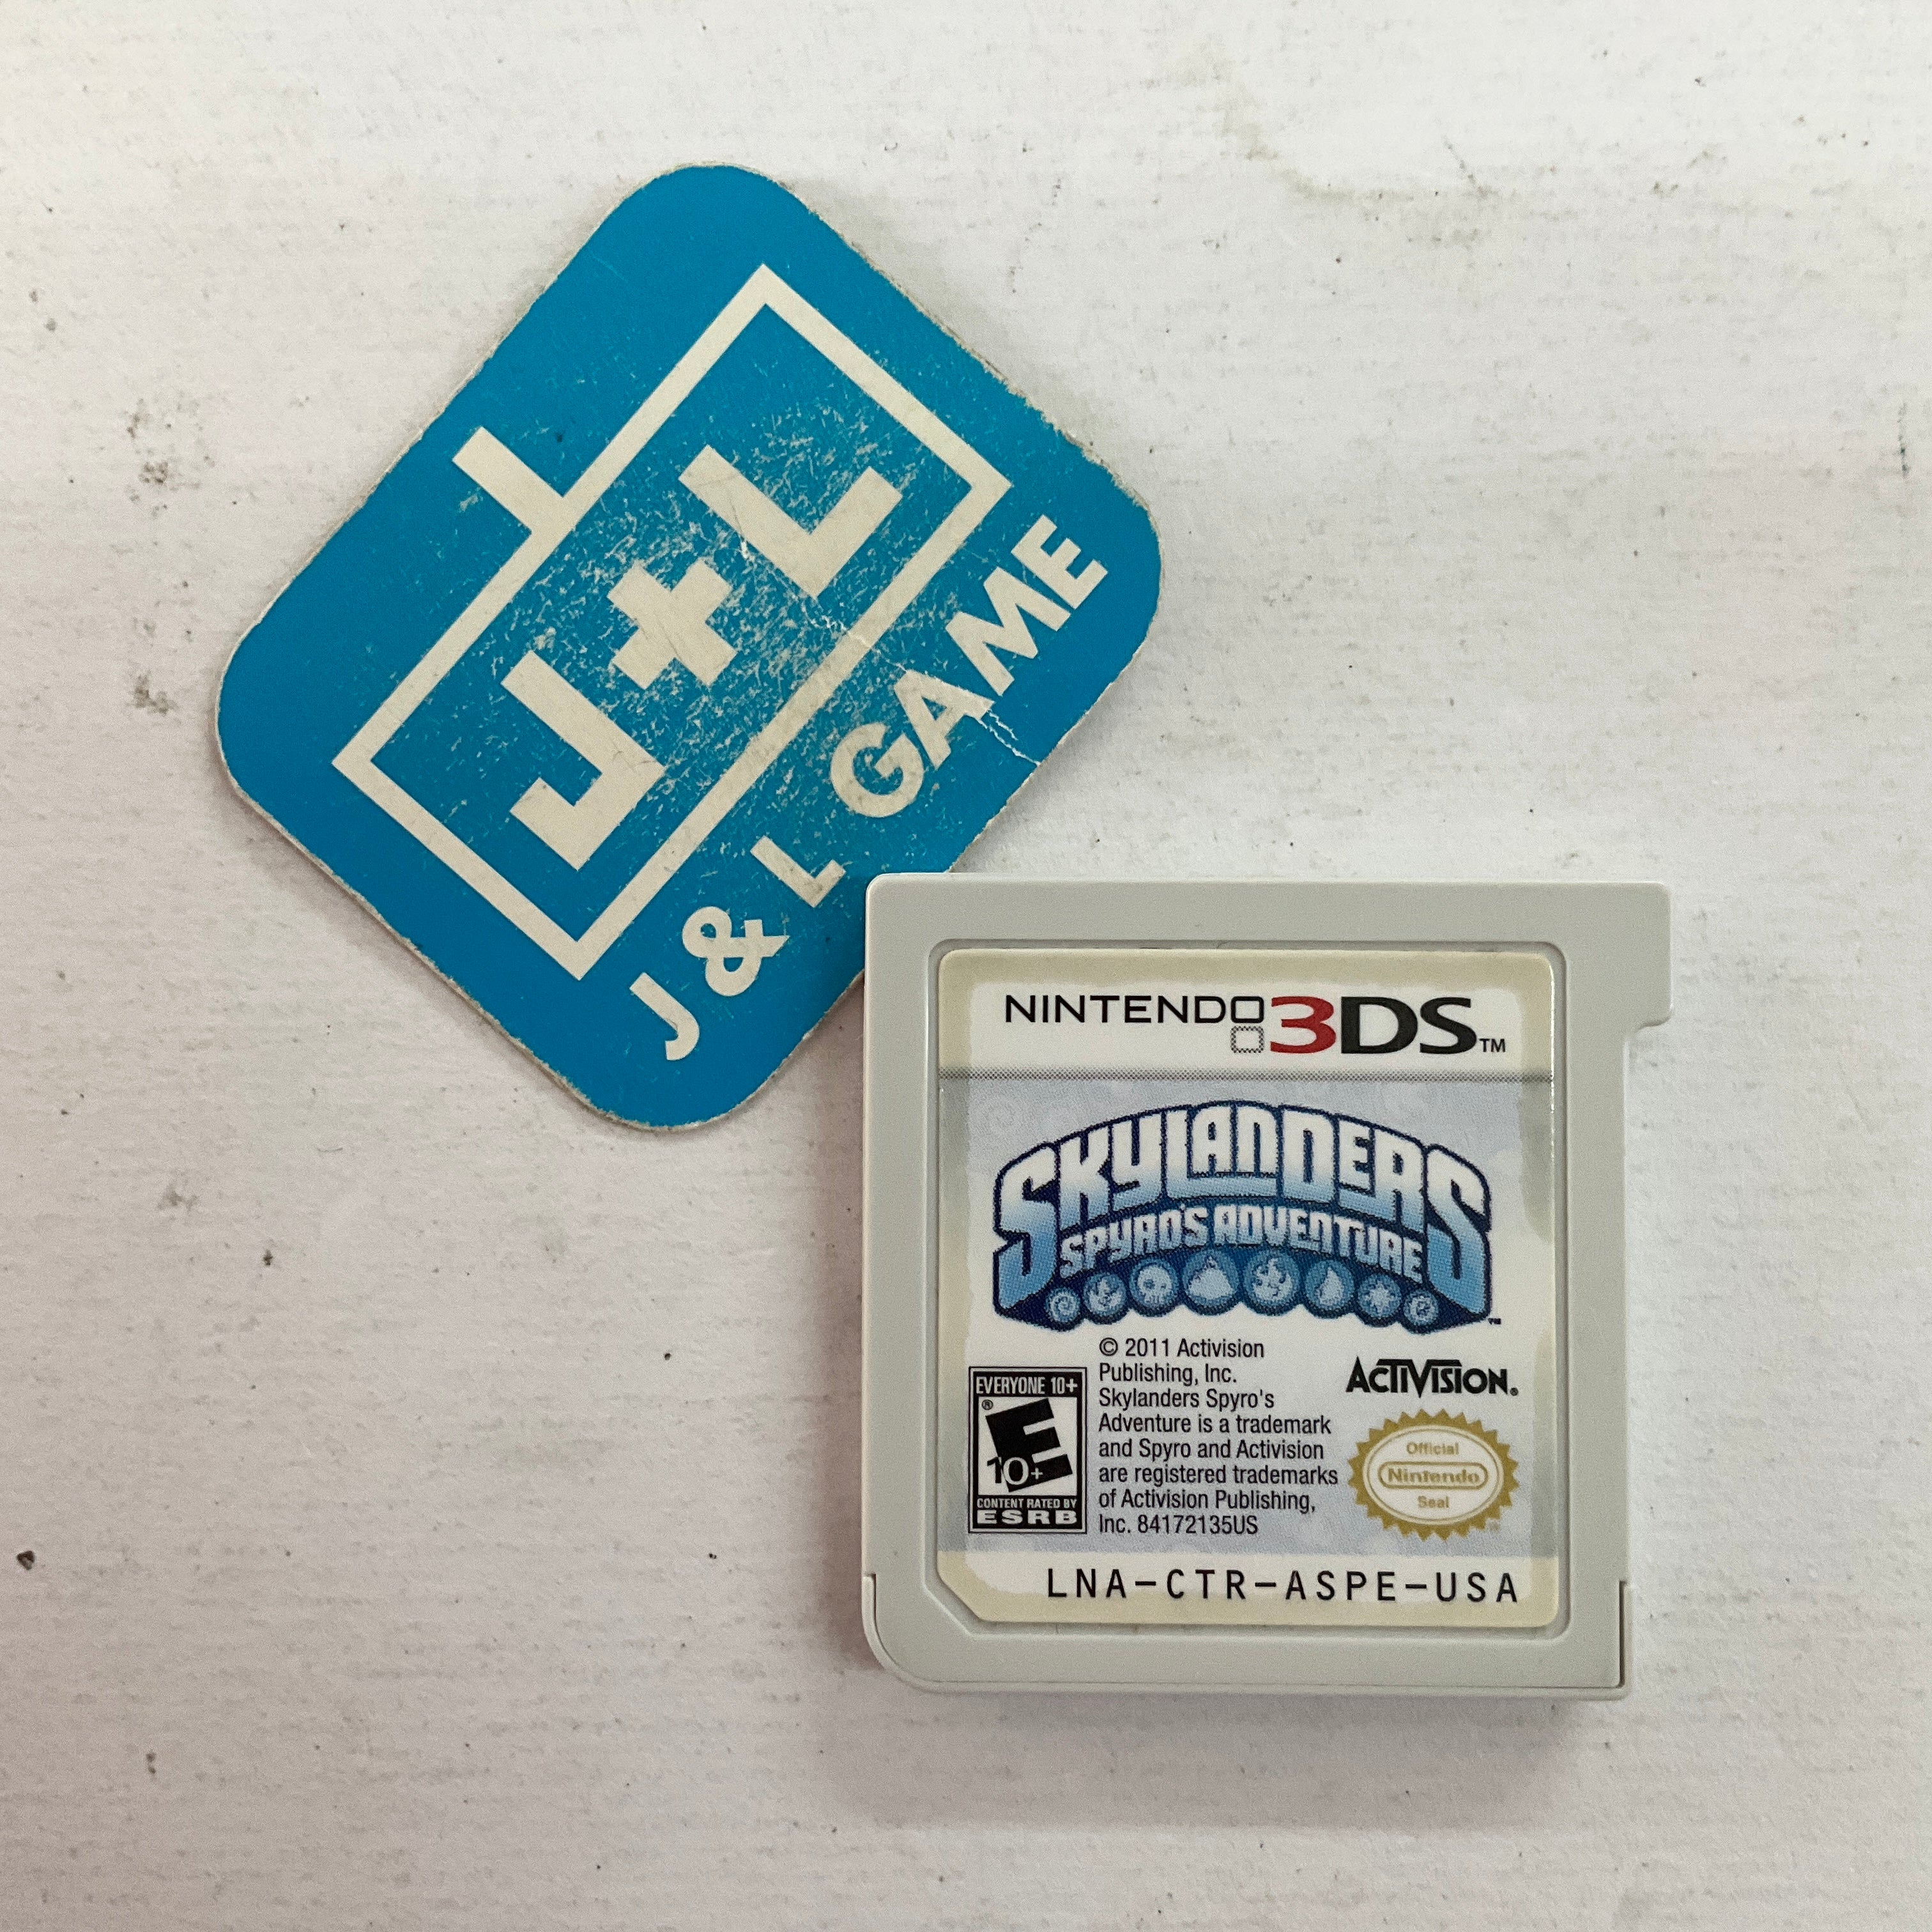 J+L
J & L GAME
NINTENDO 3DS™
SKYLANDERS
SPYRO'S ADVENTURE™
© 2011 Activision
Publishing, Inc.
Skylanders Spyro's
Adventure is a trademark
and Spyro and Activision
are registered trademarks
of Activision Publishing,
Inc. 84172135US
EVERYONE 10+
®
E
10+
CONTENT RATED BY
ESRB
ACTIVISION®
Official
Nintendo
Seal
LNA-CTR-ASPE-USA